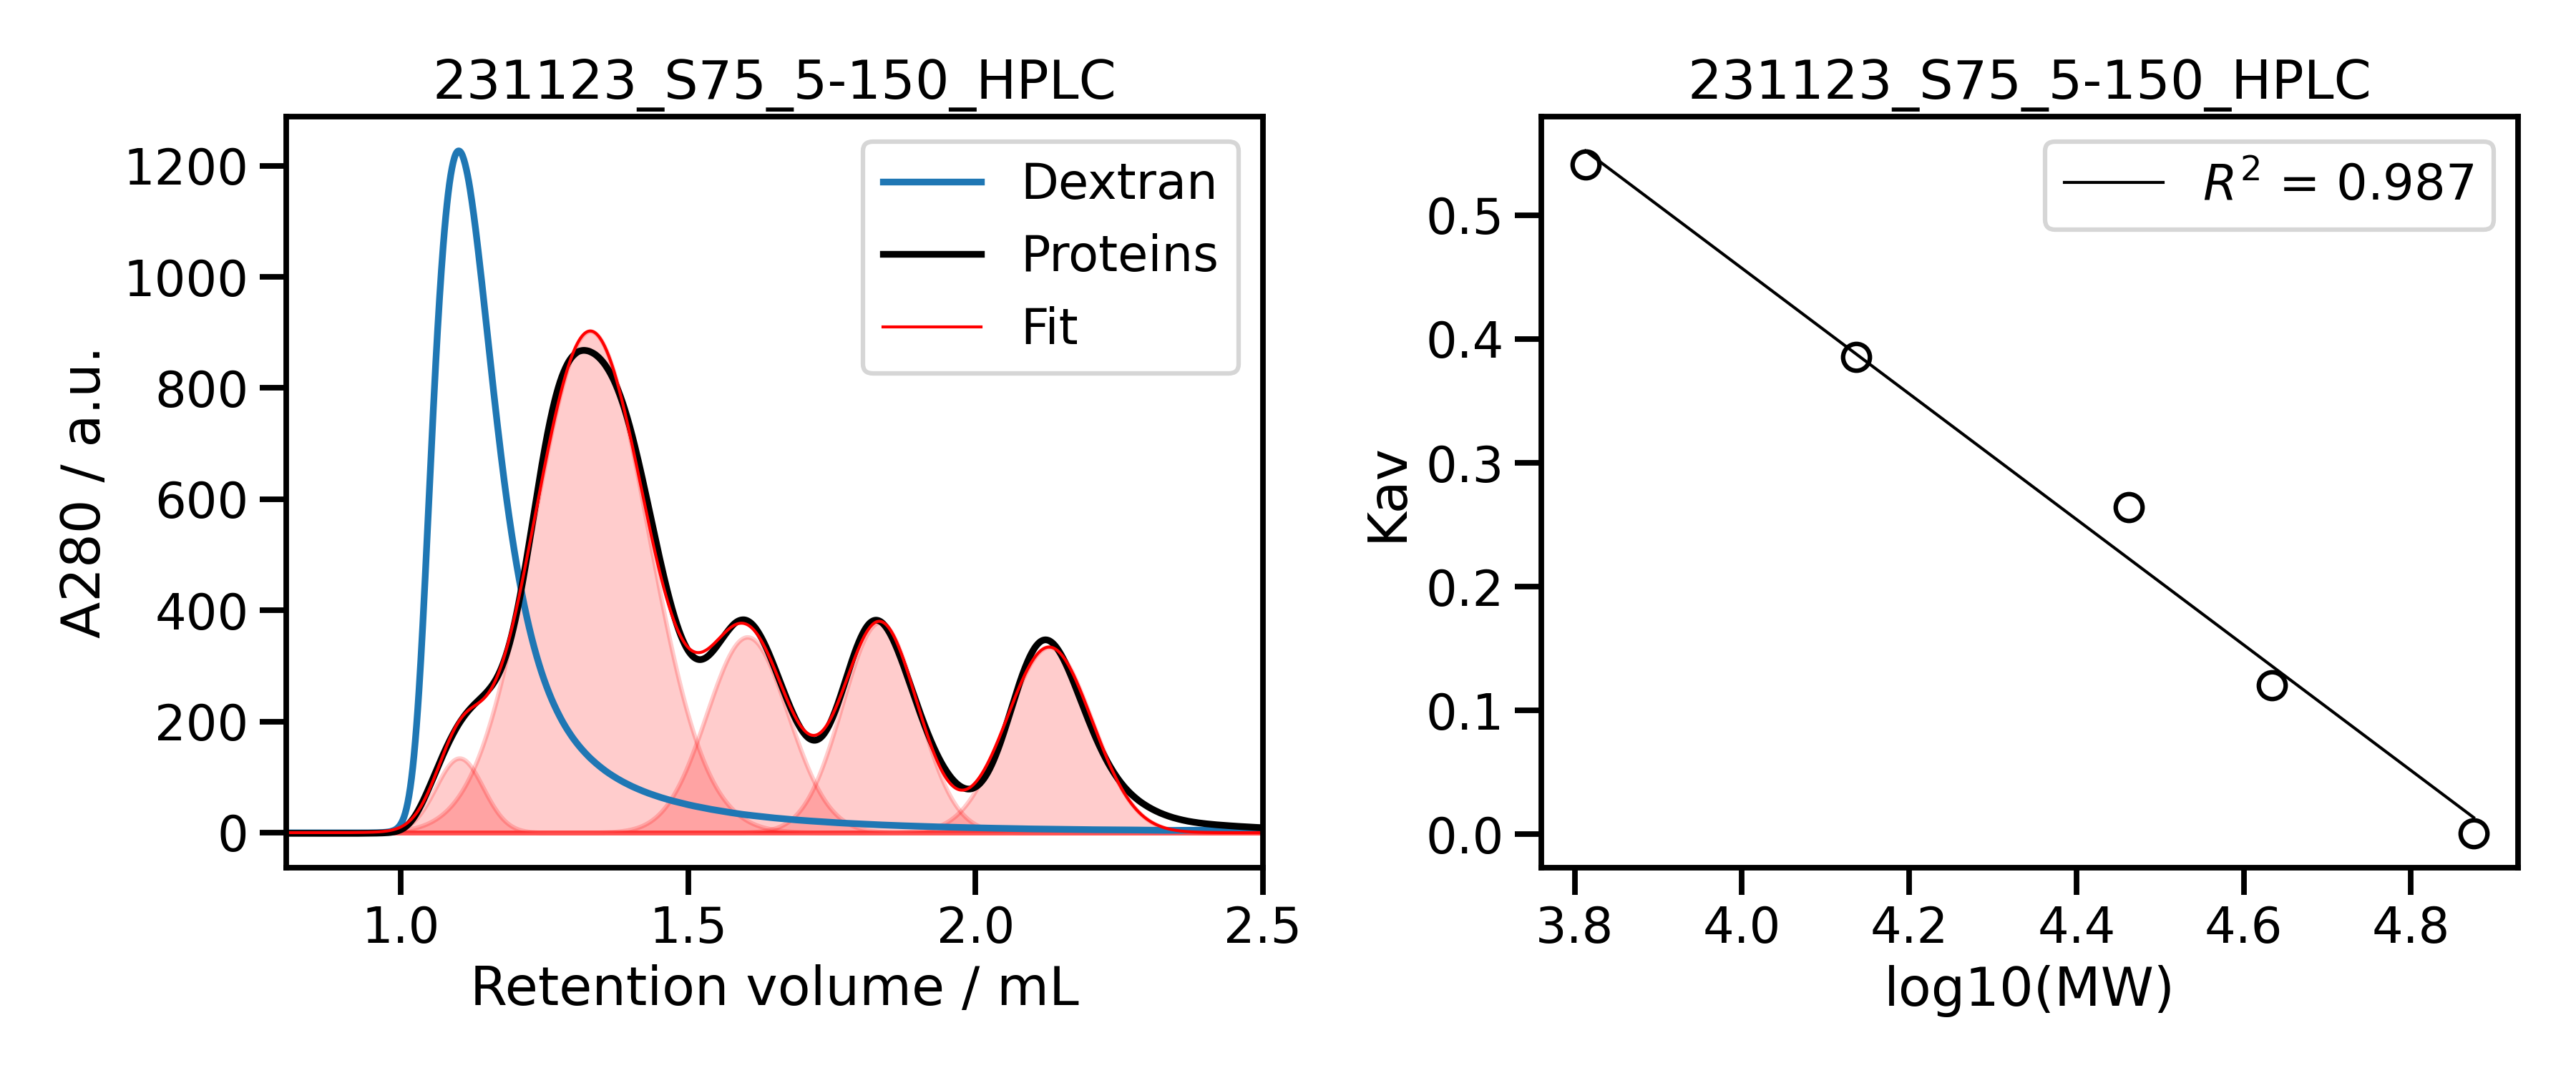 231123_S75_5-150_HPLC
1200
1000
800
600
400
200
0
A280 / a.u.
Dextran
Proteins
Fit
1.0 1.5 2.0 2.5
Retention volume / mL
231123_S75_5-150_HPLC
0.5
0.4
0.3
0.2
0.1
0.0
Kav
R² = 0.987
3.8 4.0 4.2 4.4 4.6 4.8
log10(MW)